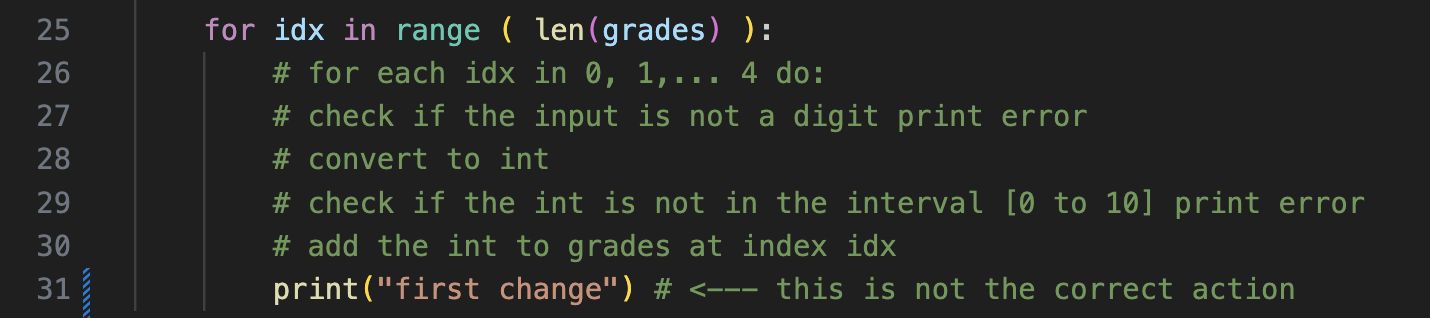 25 for idx in range ( len(grades) ):
26 # for each idx in 0, 1,... 4 do:
27 # check if the input is not a digit print error
28 # convert to int
29 # check if the int is not in the interval [0 to 10] print error
30 # add the int to grades at index idx
31 print("first change") # <--- this is not the correct action